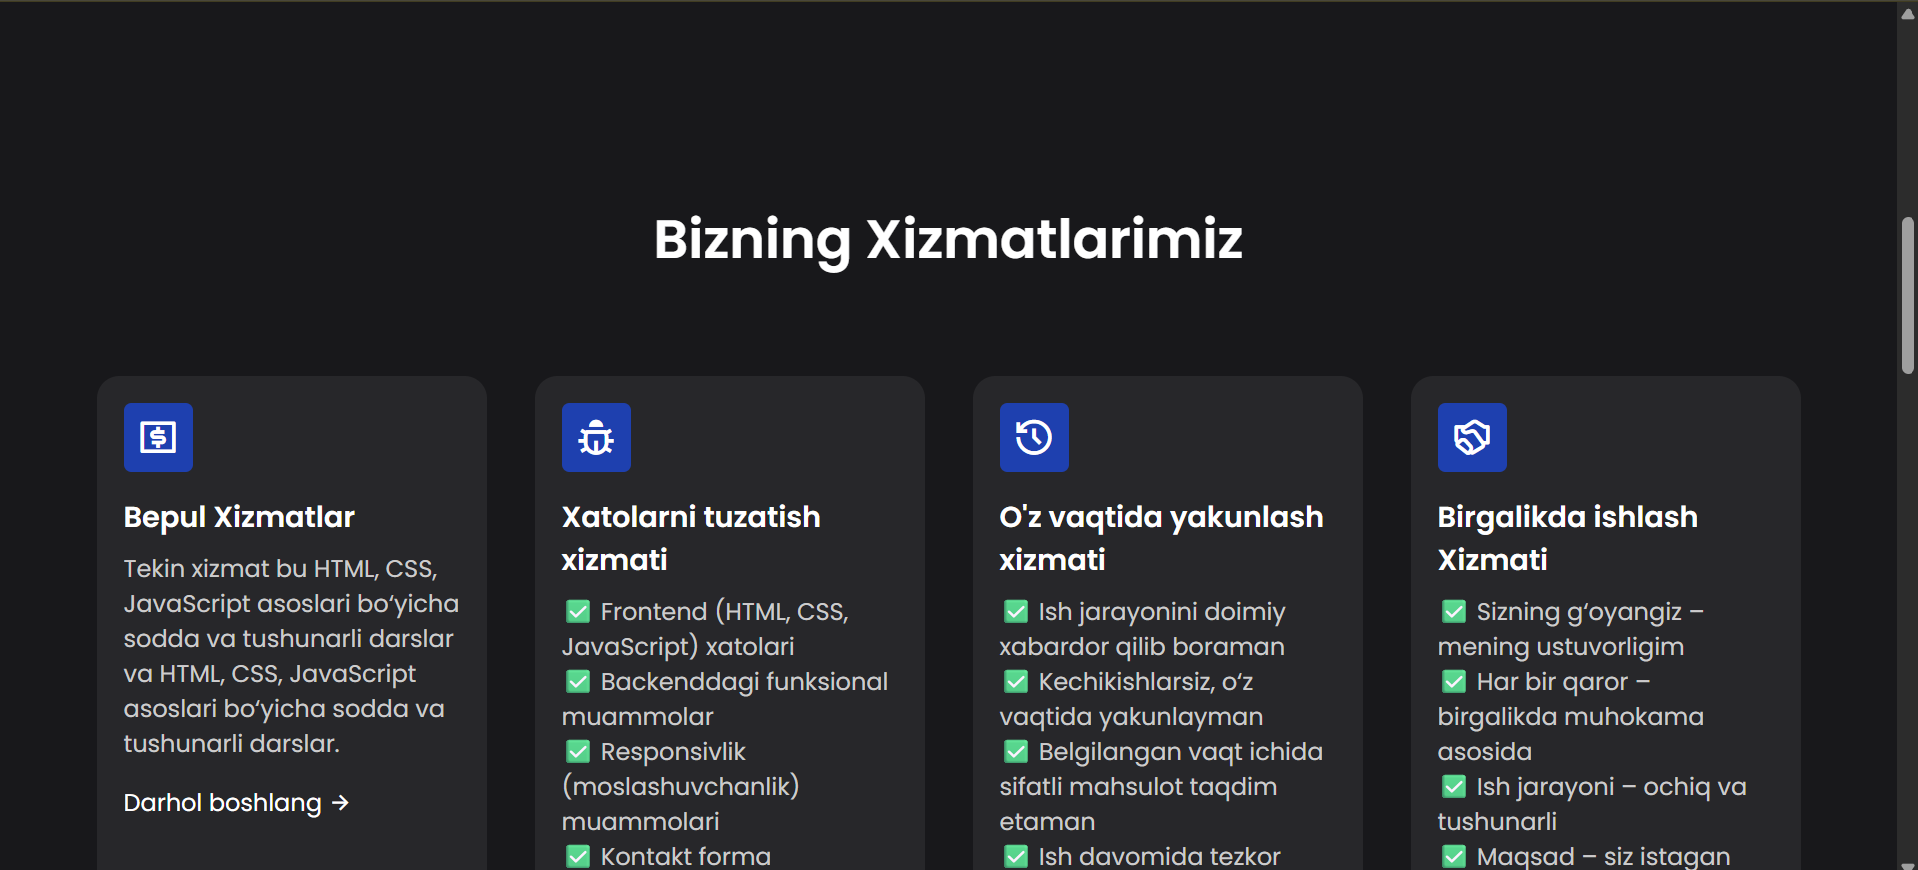 Bizning Xizmatlarimiz
Bepul Xizmatlar
Tekin xizmat bu HTML, CSS,
JavaScript asoslari bo‘yicha
sodda va tushunarli darslar
va HTML, CSS, JavaScript
asoslari bo‘yicha sodda va
tushunarli darslar.
Darhol boshlang →
Xatolarni tuzatish
xizmati
✅ Frontend (HTML, CSS,
JavaScript) xatolari
✅ Backenddagi funksional
muammolar
✅ Responsivlik
(moslashuvchanlik)
muammolari
✅ Kontakt forma
O'z vaqtida yakunlash
xizmati
✅ Ish jarayonini doimiy
xabardor qilib boraman
✅ Kechikishlarsiz, o‘z
vaqtida yakunlayman
✅ Belgilangan vaqt ichida
sifatli mahsulot taqdim
etaman
✅ Ish davomida tezkor
Birgalikda ishlash
Xizmati
✅ Sizning g‘oyangiz –
mening ustuvorligim
✅ Har bir qaror –
birgalikda muhokama
asosida
✅ Ish jarayoni – ochiq va
tushunarli
✅ Maqsad – siz istagan